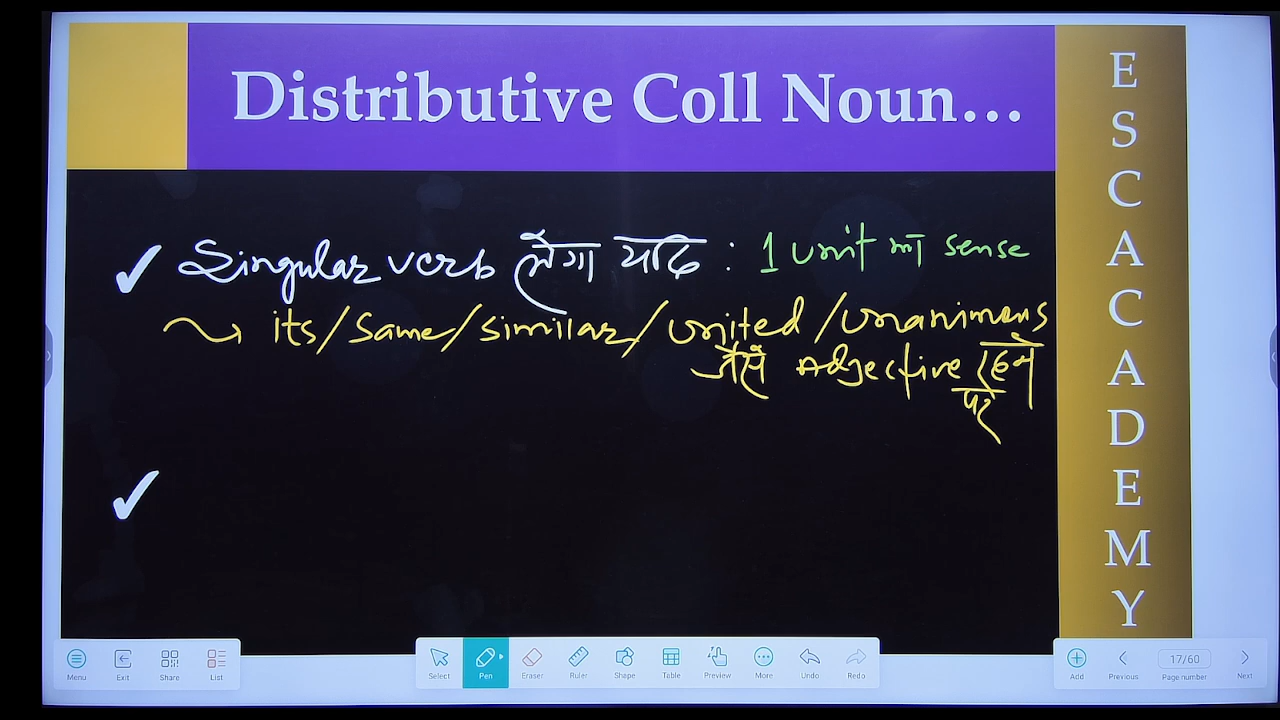 Distributive Coll Noun...
✓ Singular verb लेगा यदि : 1 unit का sense
its/same/similar/united/unanimous
जैसे Adjective रहने
पर
✓
E
S
C
A
C
A
D
E
M
Y
Menu Exit Share List
Select Pen Eraser Ruler Shape Table Preview More Undo Redo
Add Previous 17/60 Page number Next